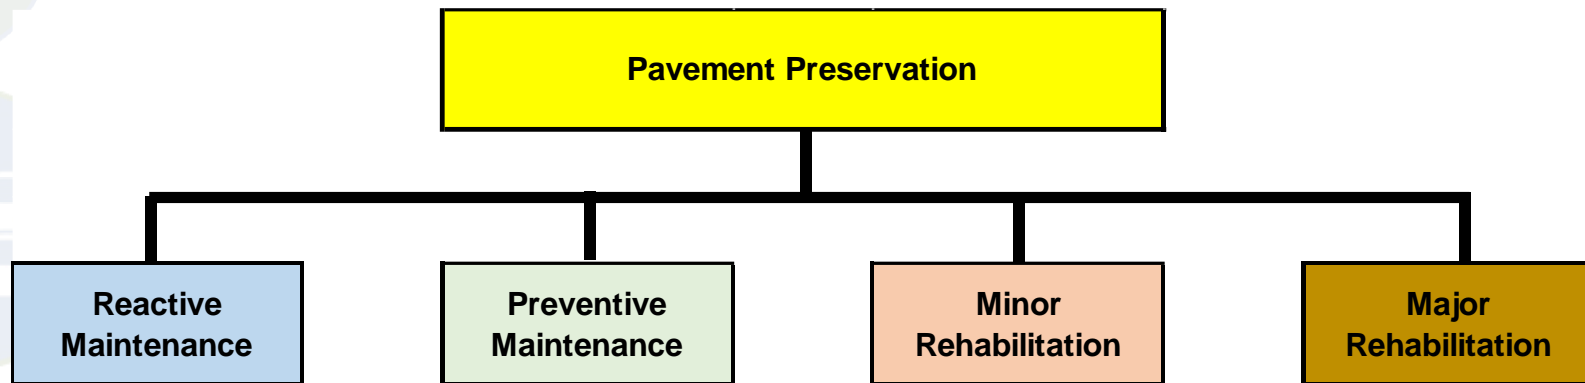 Pavement Preservation
Reactive
Maintenance
Preventive
Maintenance
Minor
Rehabilitation
Major
Rehabilitation